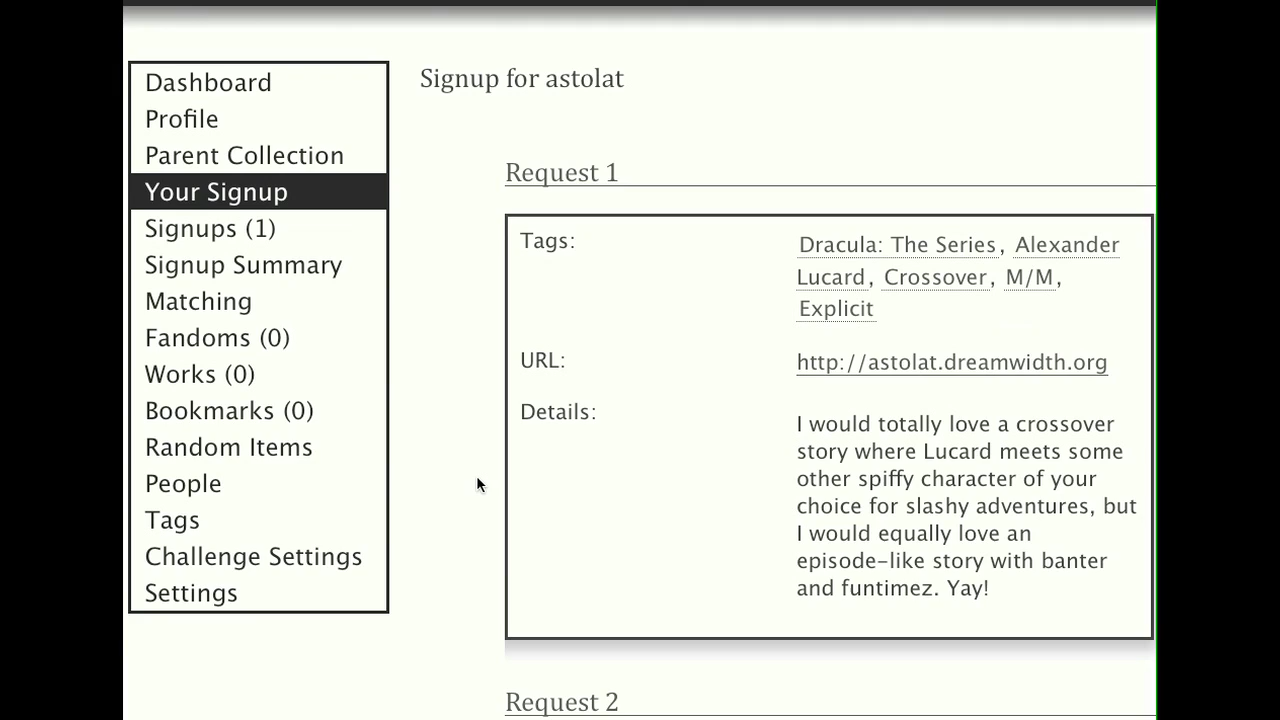 Dashboard
Profile
Parent Collection
Your Signup
Signups (1)
Signup Summary
Matching
Fandoms (0)
Works (0)
Bookmarks (0)
Random Items
People
Tags
Challenge Settings
Settings
Signup for astolat
Request 1
Tags:
Dracula: The Series, Alexander
Lucard, Crossover, M/M,
Explicit
URL:
http://astolat.dreamwidth.org
Details:
I would totally love a crossover
story where Lucard meets some
other spiffy character of your
choice for slashy adventures, but
I would equally love an
episode-like story with banter
and funtimez. Yay!
Request 2